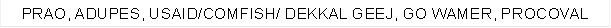 PRAO, ADUPES, USAID/COMFISH/ DEKKAL GEEJ, GO WAMER, PROCOVAL